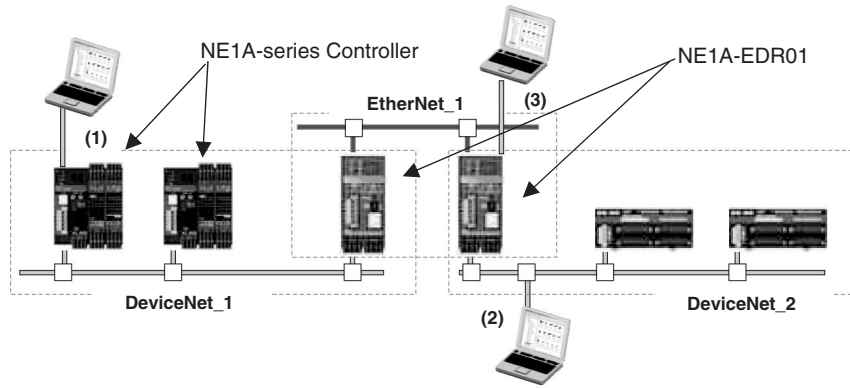 NE1A-series Controller
NE1A-EDR01
EtherNet_1
(3)
(1)
DeviceNet_1
DeviceNet_2
(2)